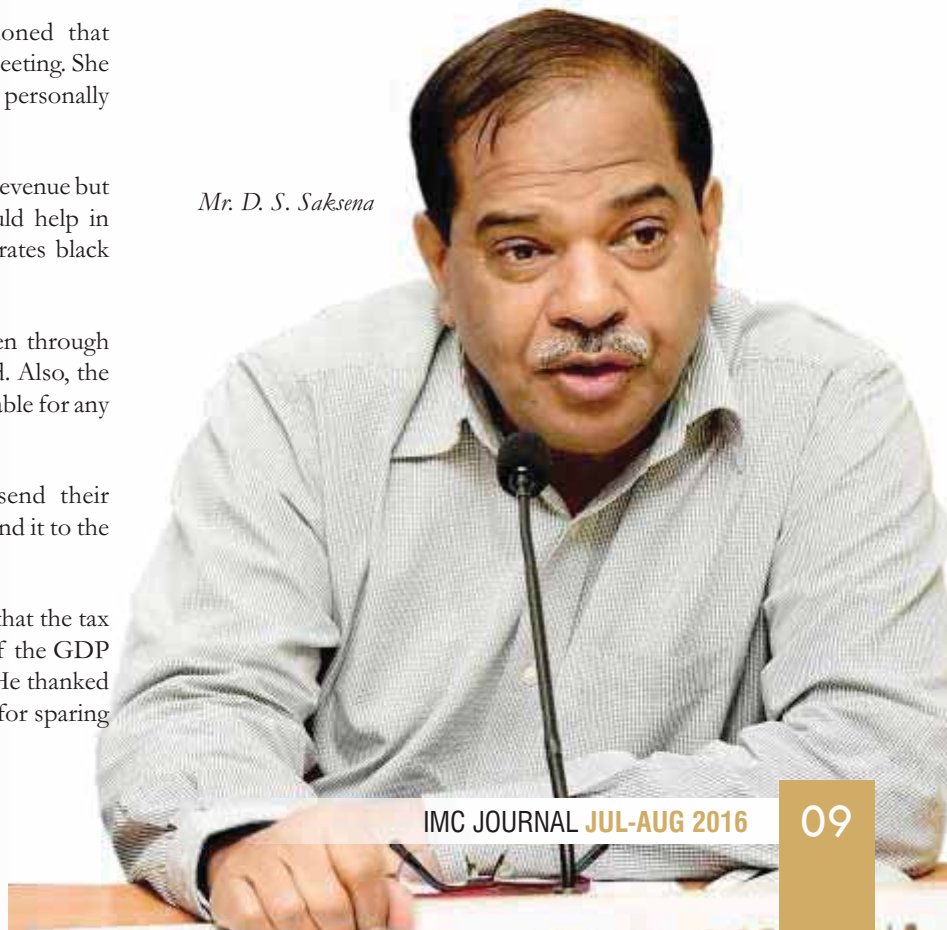 oned that
eeting. She
personally
evenue but
uld help in
rates black
en through
d. Also, the
able for any
send their
nd it to the
hat the tax
f the GDP
He thanked
for sparing
Mr. D. S. Saksena
IMC JOURNAL JUL-AUG 2016
09